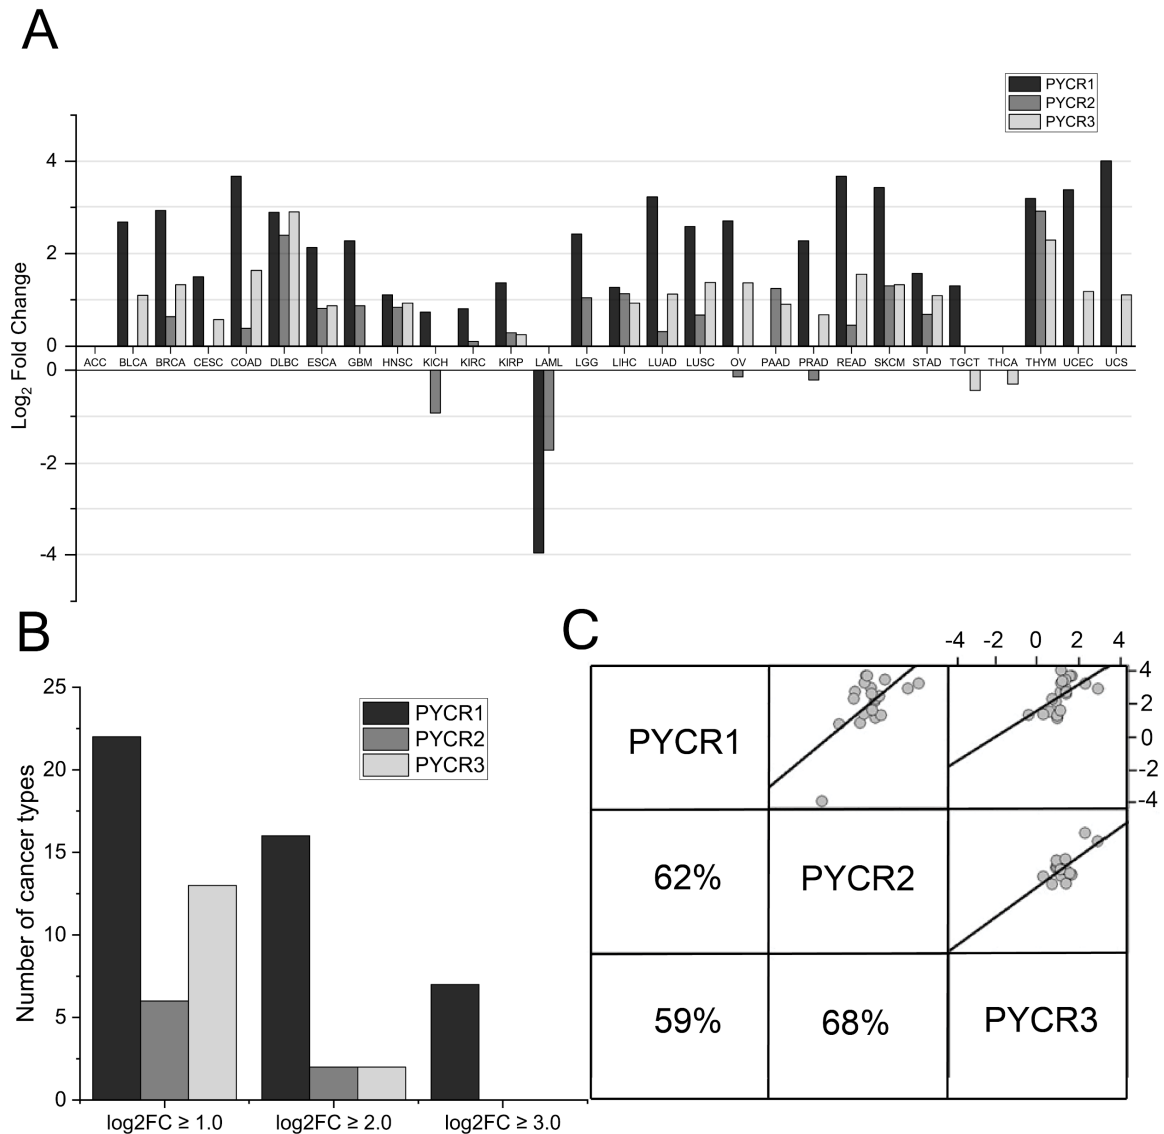 A
PYCR1
PYCR2
PYCR3
Log2 Fold Change
4
2
0
ACC BLCA BRCA CESC COAD DLBC ESCA GBM HNSC KICH KIRC KIRP LAML LGG LIHC LUAD LUSC OV PAAD PRAD READ SKCM STAD TGCT THCA THYM UCEC UCS
0
-2
-4
B
Number of cancer types
25
20
15
10
5
0
PYCR1
PYCR2
PYCR3
log2FC ≥ 1.0 log2FC ≥ 2.0 log2FC ≥ 3.0
C
-4 -2 0 2 4
4
2
0
-2
-4
PYCR1
62% PYCR2
59% 68% PYCR3